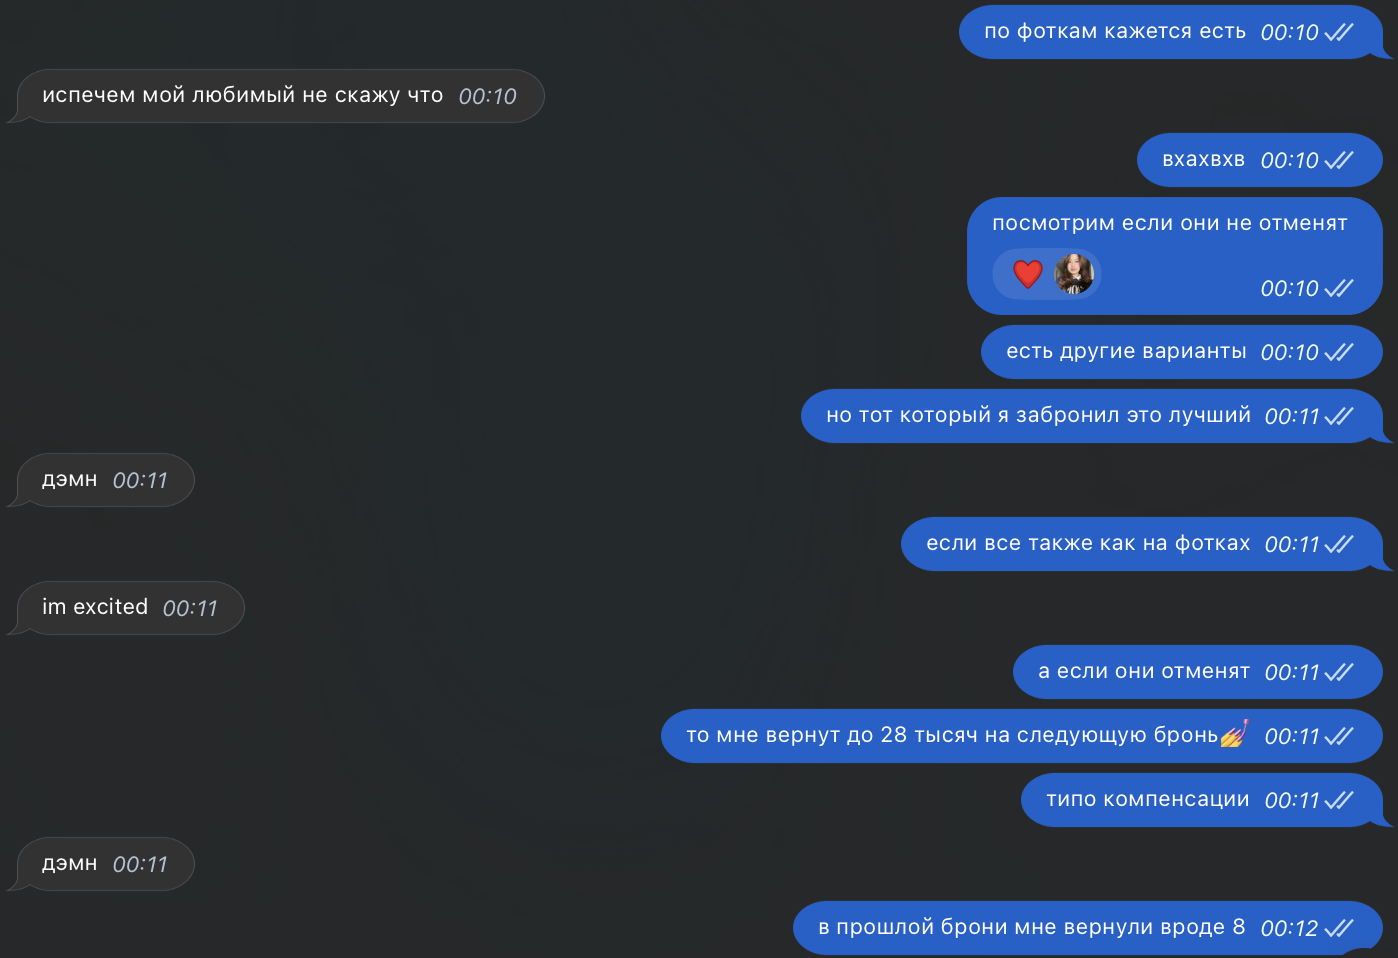 по фоткам кажется есть 00:10
испечем мой любимый не скажу что 00:10
вхахвхв 00:10
посмотрим если они не отменят
❤️ 00:10
есть другие варианты 00:10
но тот который я забронил это лучший 00:11
дэмн 00:11
если все также как на фотках 00:11
im excited 00:11
а если они отменят 00:11
то мне вернут до 28 тысяч на следующую бронь💅 00:11
типо компенсации 00:11
дэмн 00:11
в прошлой брони мне вернули вроде 8 00:12